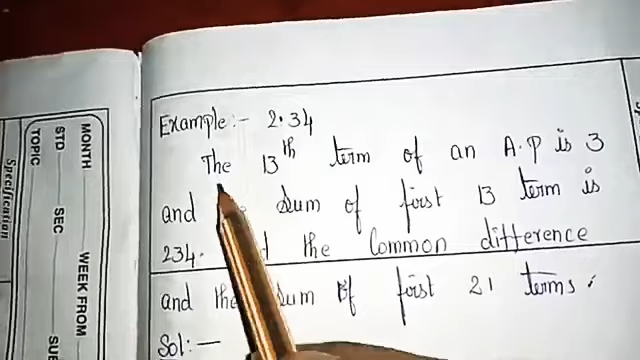 Specification
MONTH
STD
TOPIC
SEC
WEEK FROM
Example:- 2.34
The 13th term of an A.P is 3
and Sum of first 13 term is
234. the Common difference
and the Sum of first 21 terms.
Sol:-